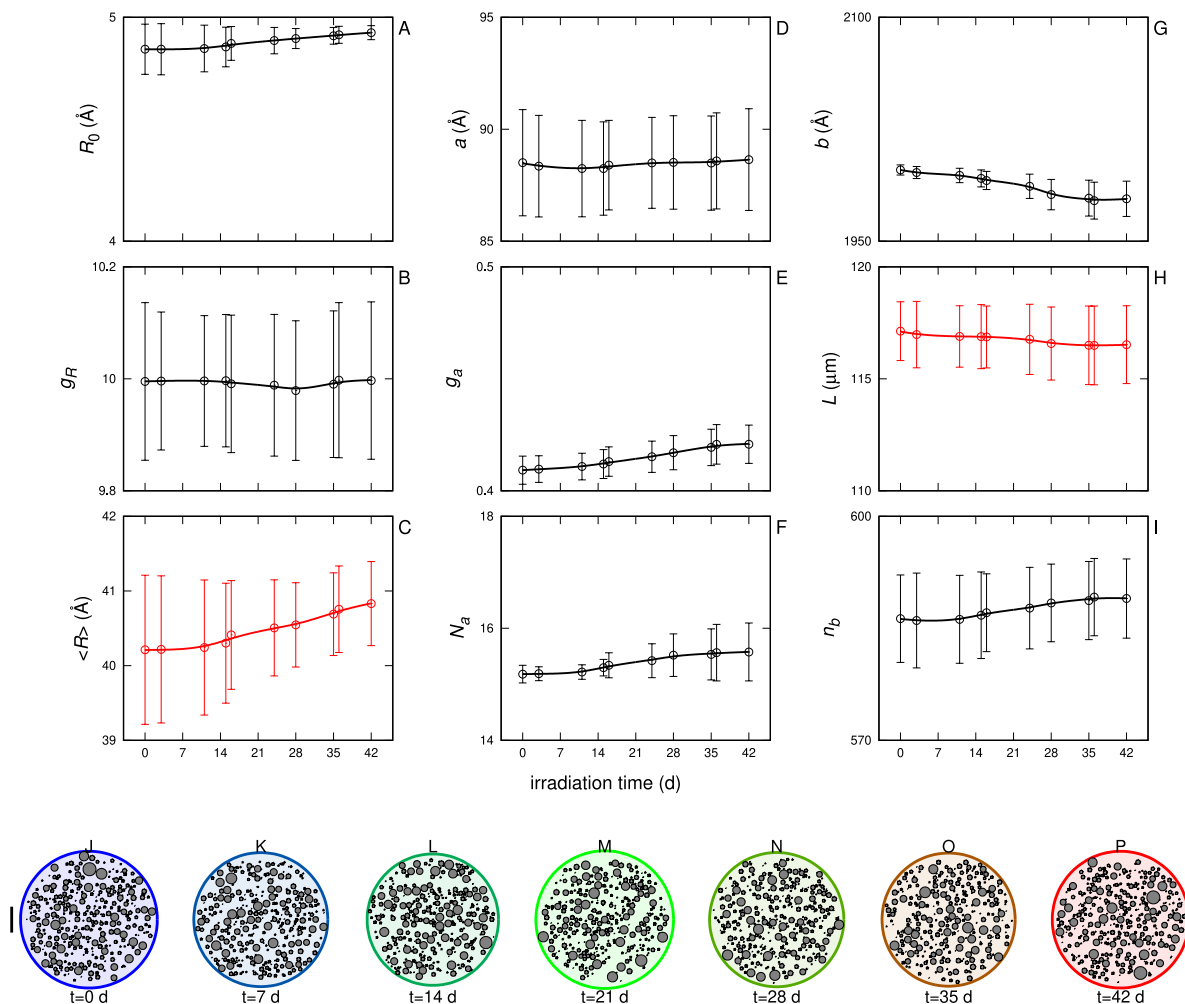 5
A
R0 (Å)
4
95
D
90
a (Å)
85
2100
G
b (Å)
1950
10.2
B
10
gR
9.8
0.5
E
ga
0.4
120
H
115
L (μm)
110
42
C
41
<R> (Å)
40
39
0 7 14 21 28 35 42
18
F
16
Na
14
0 7 14 21 28 35 42
600
I
nb
570
0 7 14 21 28 35 42
irradiation time (d)
J K L M N O P
t=0 d t=7 d t=14 d t=21 d t=28 d t=35 d t=42 d